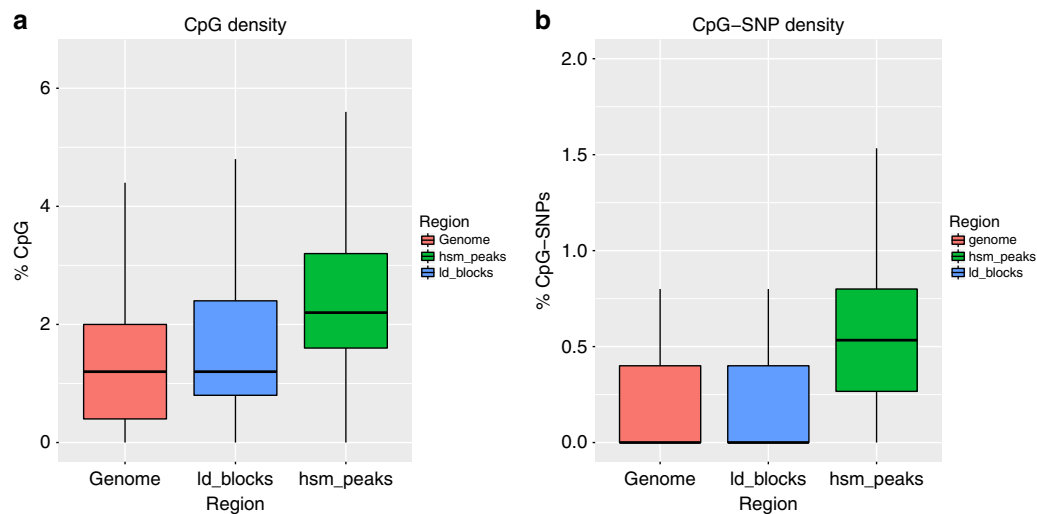 a
CpG density
6
4
2
0
% CpG
Genome
ld_blocks
hsm_peaks
Region
Region
Genome
hsm_peaks
ld_blocks
b
CpG–SNP density
2.0
1.5
1.0
0.5
0.0
% CpG–SNPs
Genome
ld_blocks
hsm_peaks
Region
Region
genome
hsm_peaks
ld_blocks